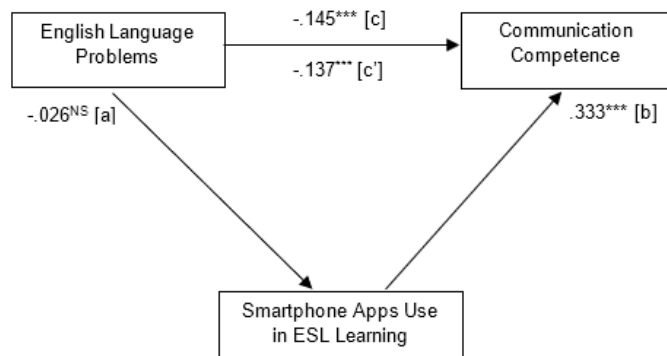 English Language
Problems
-.145*** [c]
-.137*** [c']
Communication
Competence
-.026NS [a]
.333*** [b]
Smartphone Apps Use
in ESL Learning